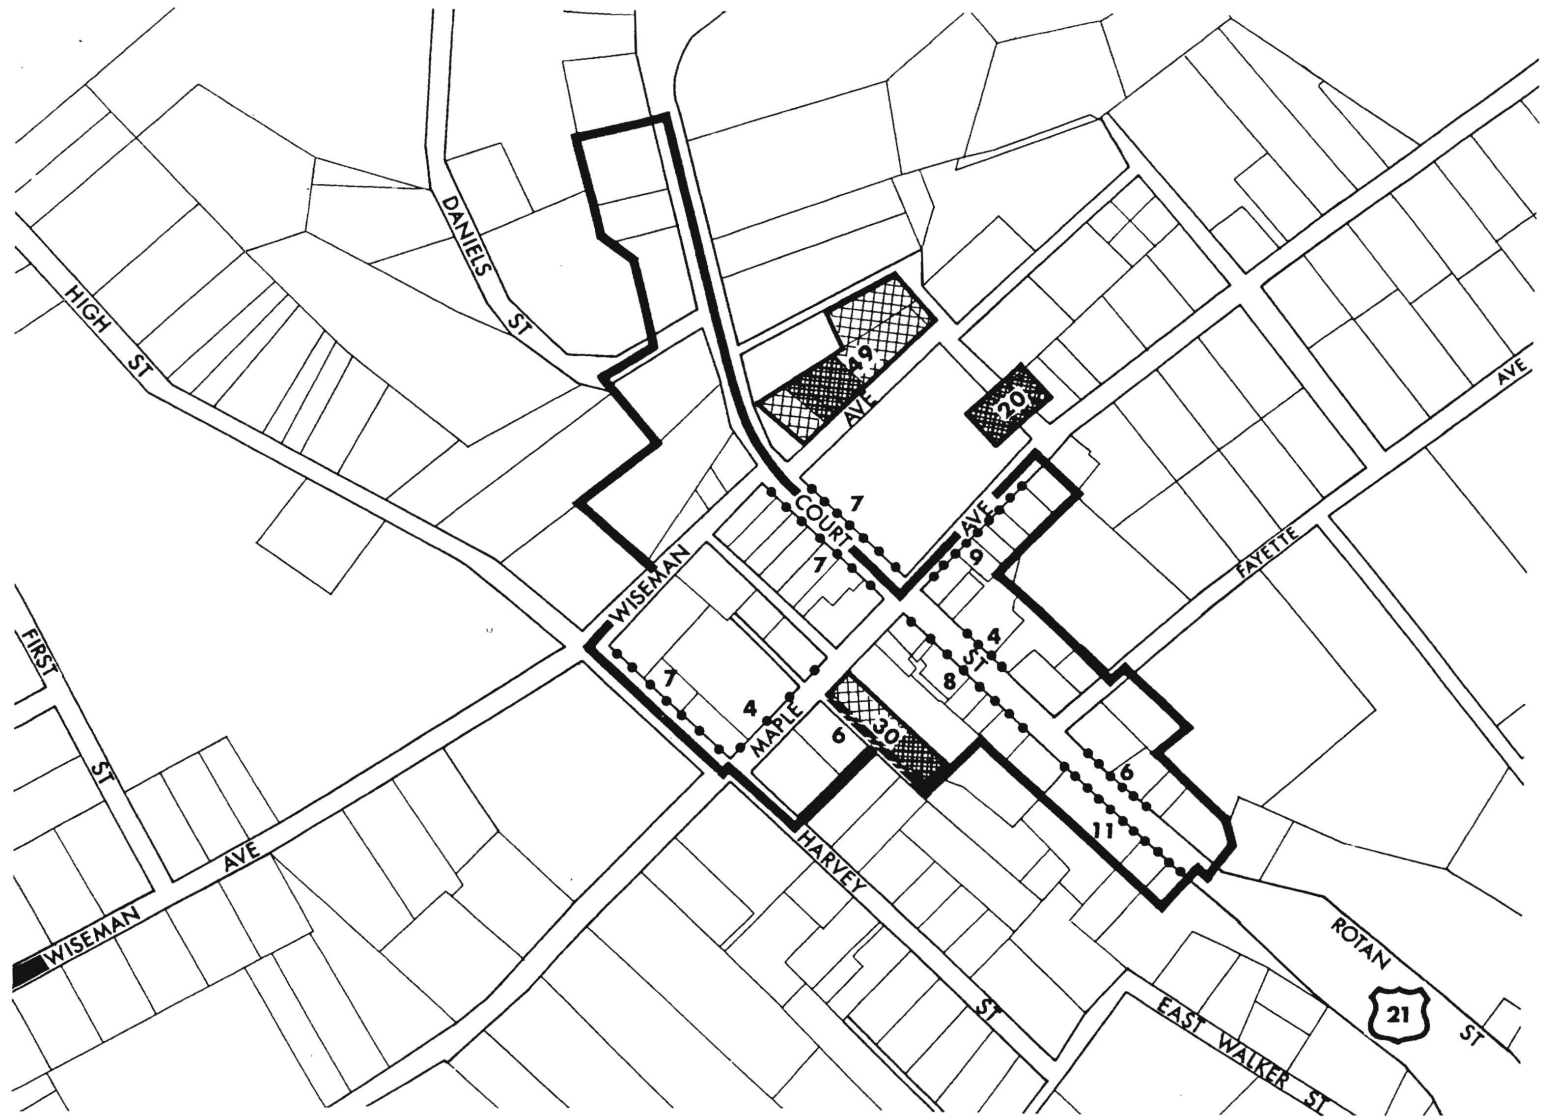 DANIELS
ST
HIGH
ST
49
AVE
20
AVE
COURT
7
7
AVE
9
FAYETTE
WISEMAN
FIRST
ST
4
ST
8
7
4
MAPLE
6
30
6
11
AVE
HARVEY
WISEMAN
ROTAN
ST
21
ST
EAST WALKER ST